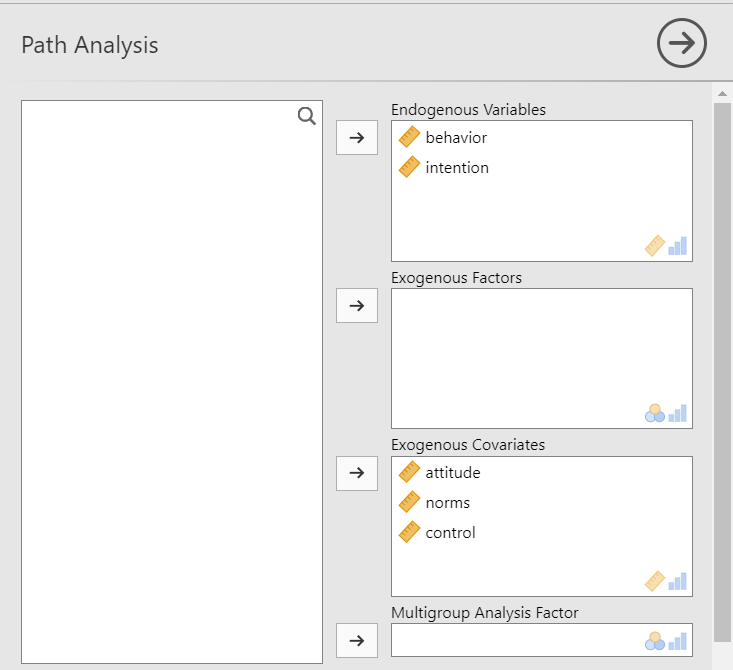 Path Analysis
Endogenous Variables
behavior
intention
Exogenous Factors
Exogenous Covariates
attitude
norms
control
Multigroup Analysis Factor